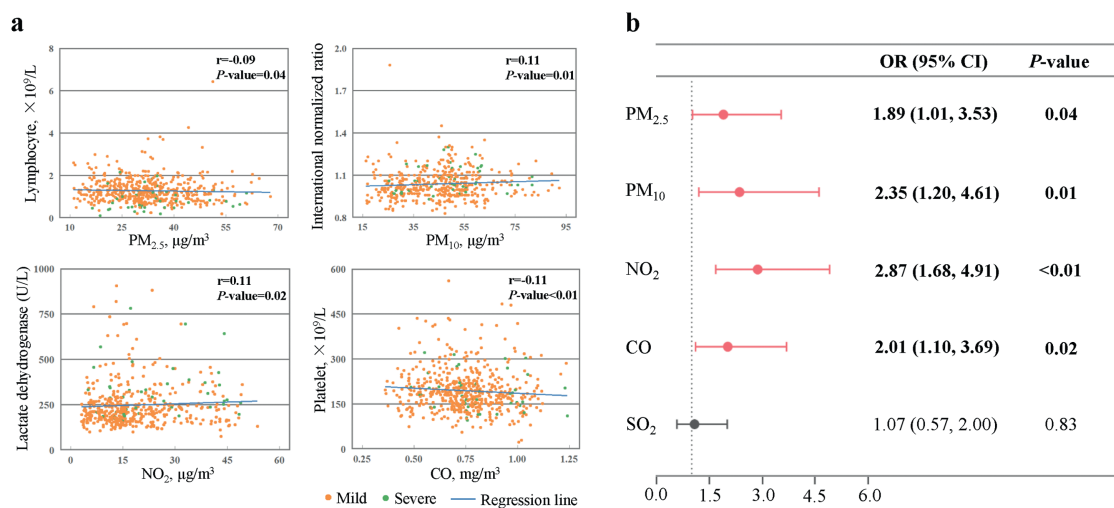 a
Lymphocyte, ×10⁹/L
8
6
4
2
0
r=-0.09
P-value=0.04
10
25
40
55
70
PM₂.₅, μg/m³
International normalized ratio
2.0
1.7
1.4
1.1
0.8
r=0.11
P-value=0.01
15
35
55
75
95
PM₁₀, μg/m³
Lactate dehydrogenase (U/L)
1000
750
500
250
0
r=0.11
P-value=0.02
0
15
30
45
60
NO₂, μg/m³
Platelet, ×10⁹/L
600
450
300
150
0
r=-0.11
P-value<0.01
0.25
0.50
0.75
1.00
1.25
CO, mg/m³
Mild
Severe
Regression line
b
OR (95% CI) P-value
PM₂.₅ 1.89 (1.01, 3.53) 0.04
PM₁₀ 2.35 (1.20, 4.61) 0.01
NO₂ 2.87 (1.68, 4.91) <0.01
CO 2.01 (1.10, 3.69) 0.02
SO₂ 1.07 (0.57, 2.00) 0.83
0.0 1.5 3.0 4.5 6.0